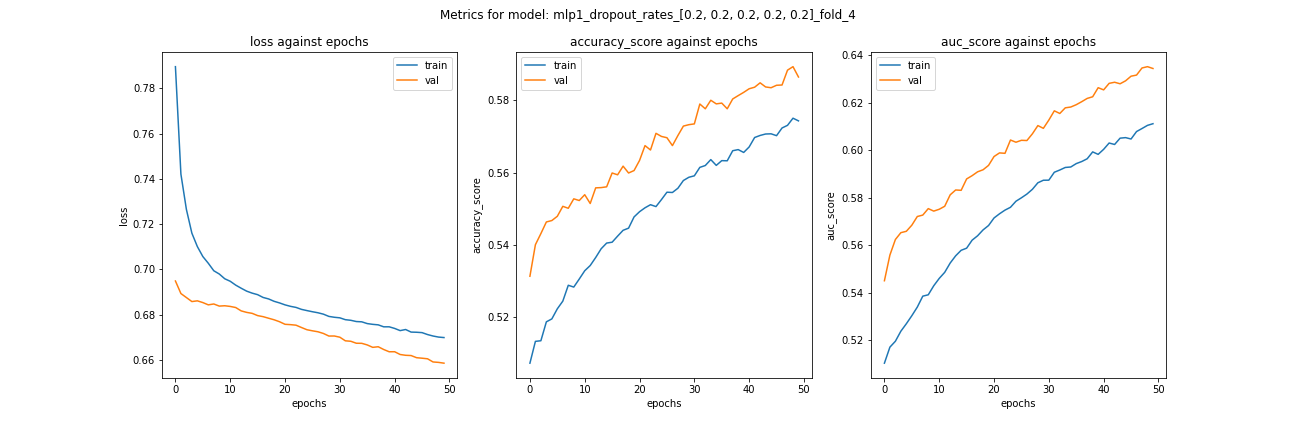 Metrics for model: mlp1_dropout_rates_[0.2, 0.2, 0.2, 0.2, 0.2]_fold_4
loss against epochs
train
val
0.78
0.76
0.74
0.72
0.70
0.68
0.66
loss
0 10 20 30 40 50
epochs
accuracy_score against epochs
train
val
0.58
0.56
0.54
0.52
accuracy_score
0 10 20 30 40 50
epochs
auc_score against epochs
train
val
0.64
0.62
0.60
0.58
0.56
0.54
0.52
auc_score
0 10 20 30 40 50
epochs